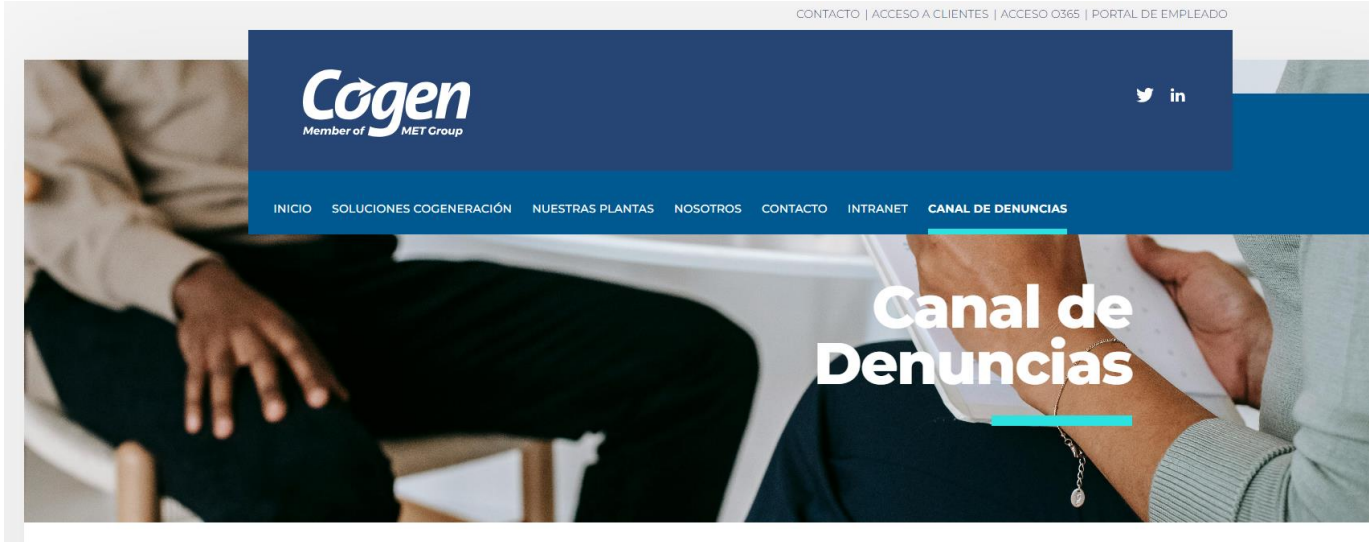 CONTACTO | ACCESO A CLIENTES | ACCESO O365 | PORTAL DE EMPLEADO
Cogen
Member of MET Group
in
INICIO SOLUCIONES COGENERACIÓN NUESTRAS PLANTAS NOSOTROS CONTACTO INTRANET CANAL DE DENUNCIAS
Canal de
Denuncias